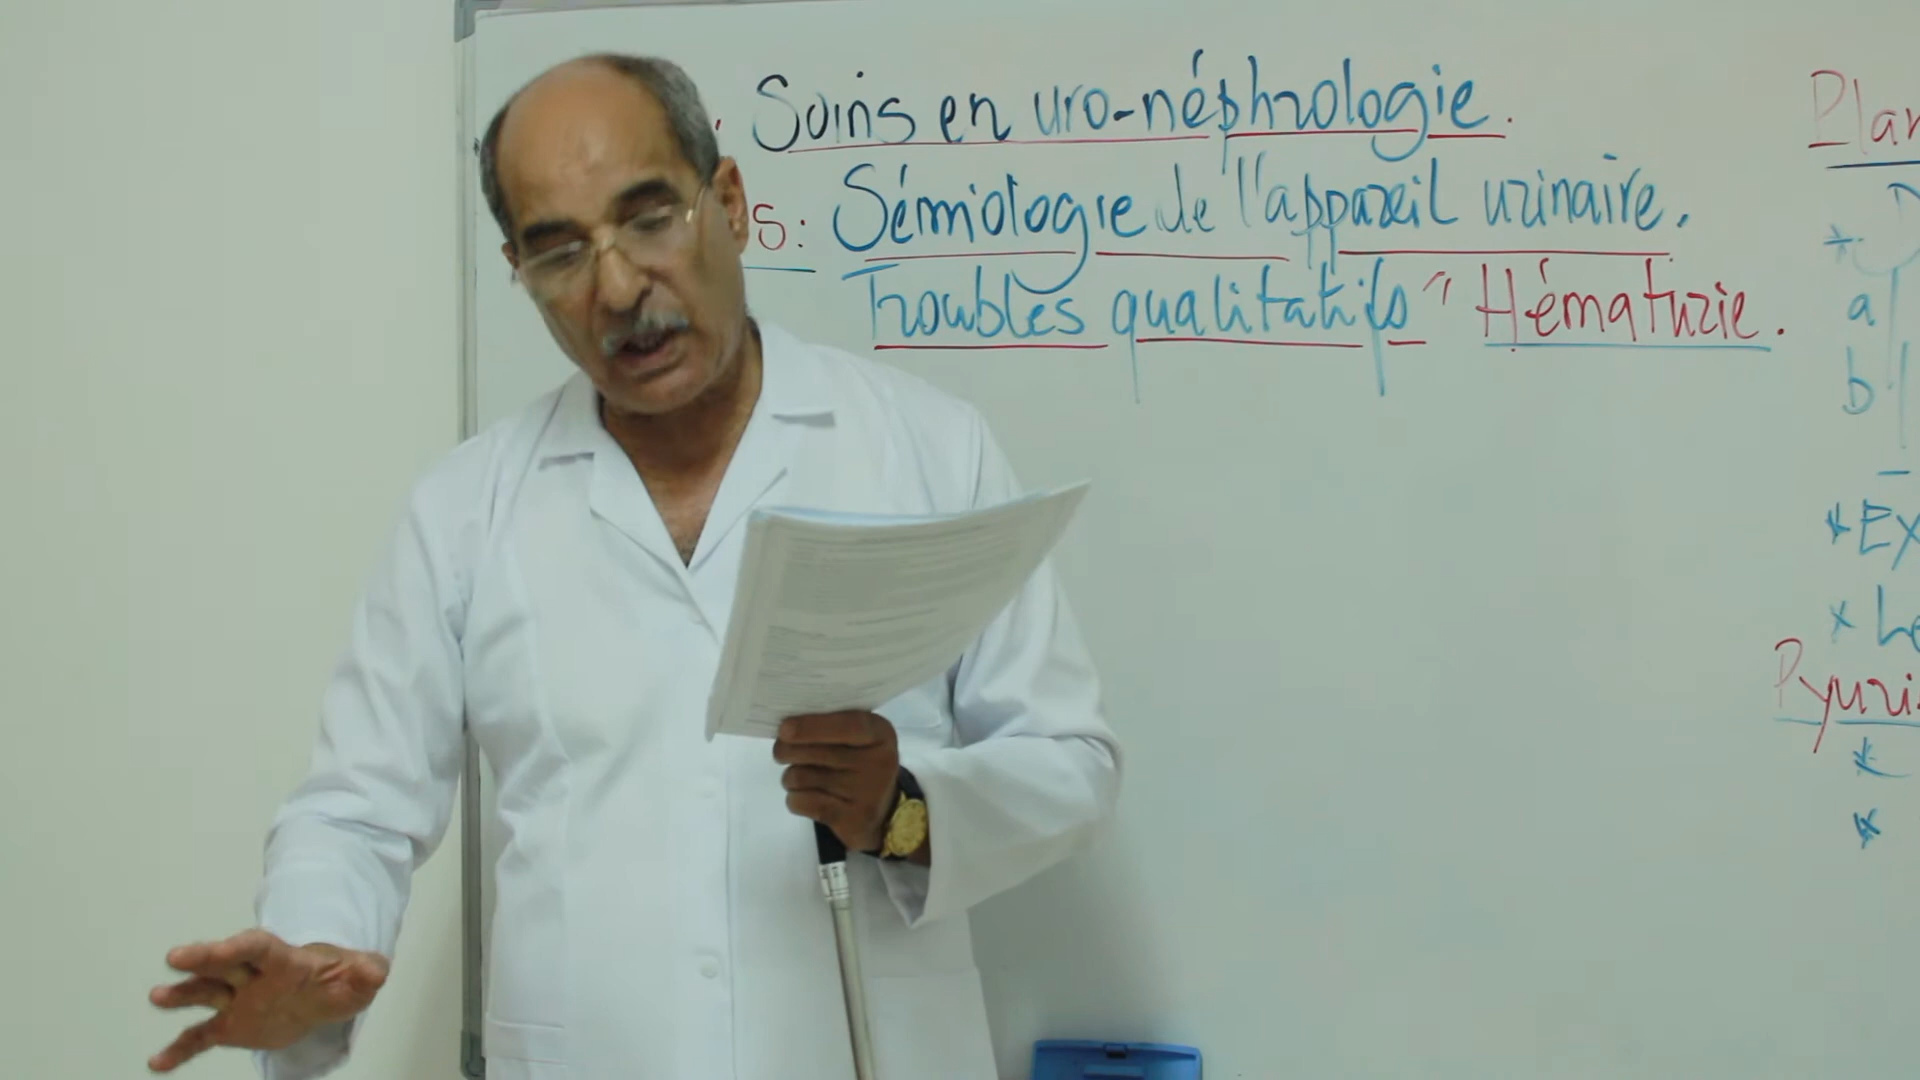 Soins en uro-néphrologie.
S: Sémiologie de l'appareil urinaire.
Troubles qualitatifs " Hématurie.
Plan
a
b
* Ex
* Le
Pyuri
*
*